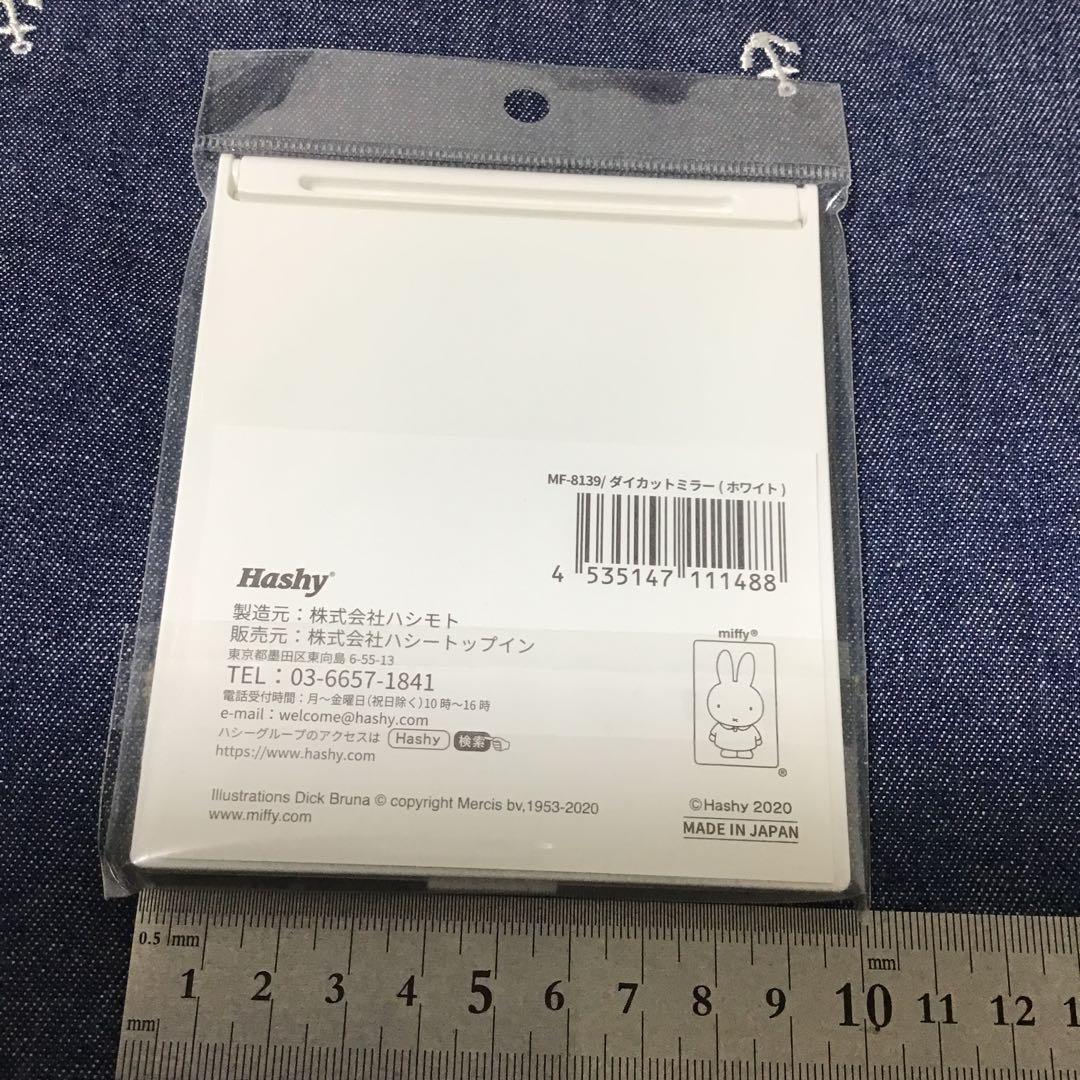 MF-8139/ ダイカットミラー ( ホワイト )
4 535147 111488
Hashy®
製造元：株式会社ハシモト
販売元：株式会社ハシートップイン
東京都墨田区東向島 6-55-13
TEL：03-6657-1841
電話受付時間：月〜金曜日（祝日除く）10 時〜16 時
e-mail：welcome@hashy.com
ハシーグループのアクセスは Hashy 検索
https://www.hashy.com
miffy®
®
Illustrations Dick Bruna © copyright Mercis bv,1953-2020
www.miffy.com
©Hashy 2020
MADE IN JAPAN
0.5 mm
mm
1 2 3 4 5 6 7 8 9 10 11 12 1
mm